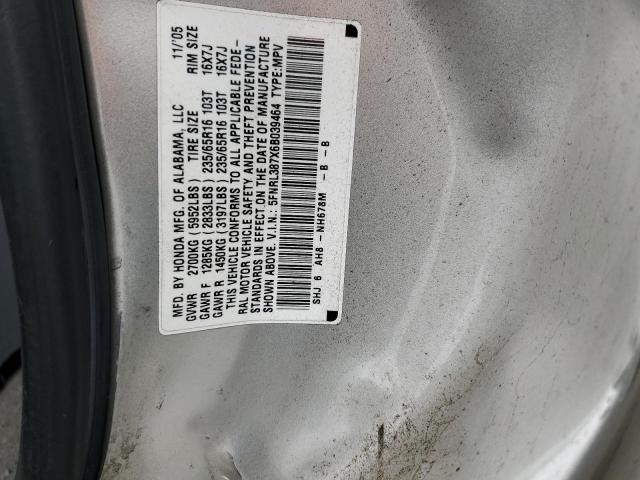 MFD. BY HONDA MFG. OF ALABAMA, LLC 11/'05
GVWR 2700KG (5952LBS) TIRE SIZE RIM SIZE
GAWR F 1285KG (2833LBS) 235/65R16 103T 16X7J
GAWR R 1450KG (3197LBS) 235/65R16 103T 16X7J
THIS VEHICLE CONFORMS TO ALL APPLICABLE FEDE-
RAL MOTOR VEHICLE SAFETY AND THEFT PREVENTION
STANDARDS IN EFFECT ON THE DATE OF MANUFACTURE
SHOWN ABOVE. V.I.N.: 5FNRL387X6B039464 TYPE:MPV
SHJ 6 AH8 - NH678M - B - B